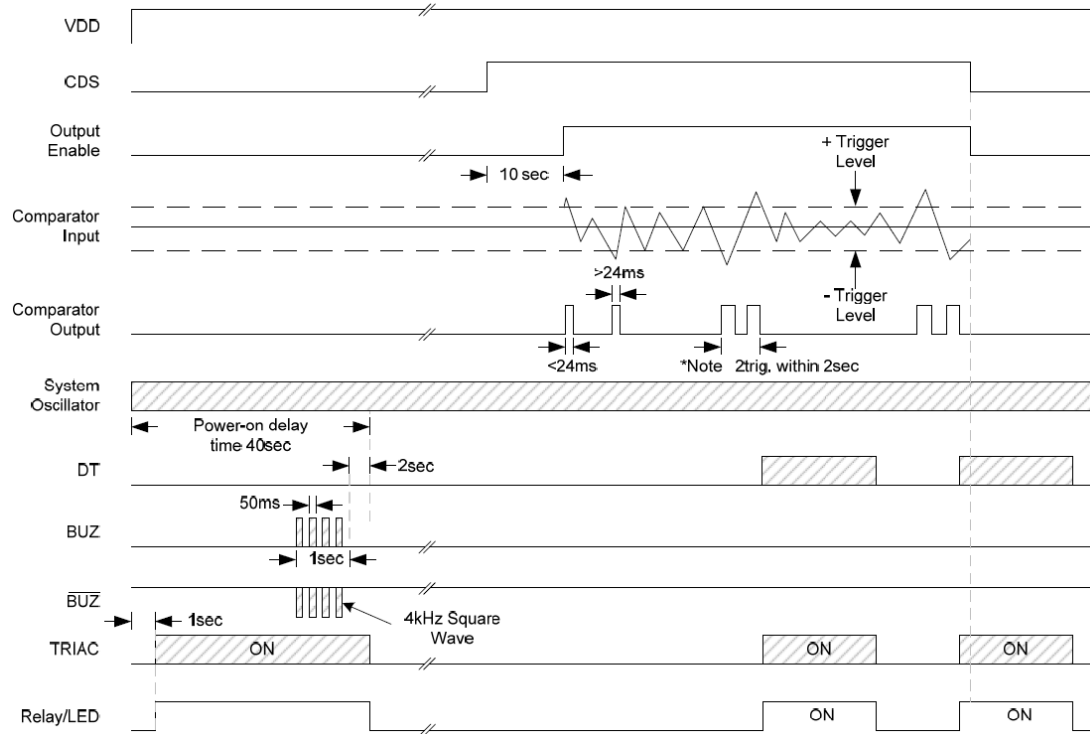 VDD
CDS
Output
Enable
+ Trigger
Level
10 sec
Comparator
Input
>24ms
- Trigger
Level
Comparator
Output
<24ms
*Note 2trig. within 2sec
System
Oscillator
Power-on delay
time 40sec
DT
2sec
50ms
BUZ
1sec
BUZ
1sec
4kHz Square
Wave
TRIAC
ON
ON
ON
Relay/LED
ON
ON